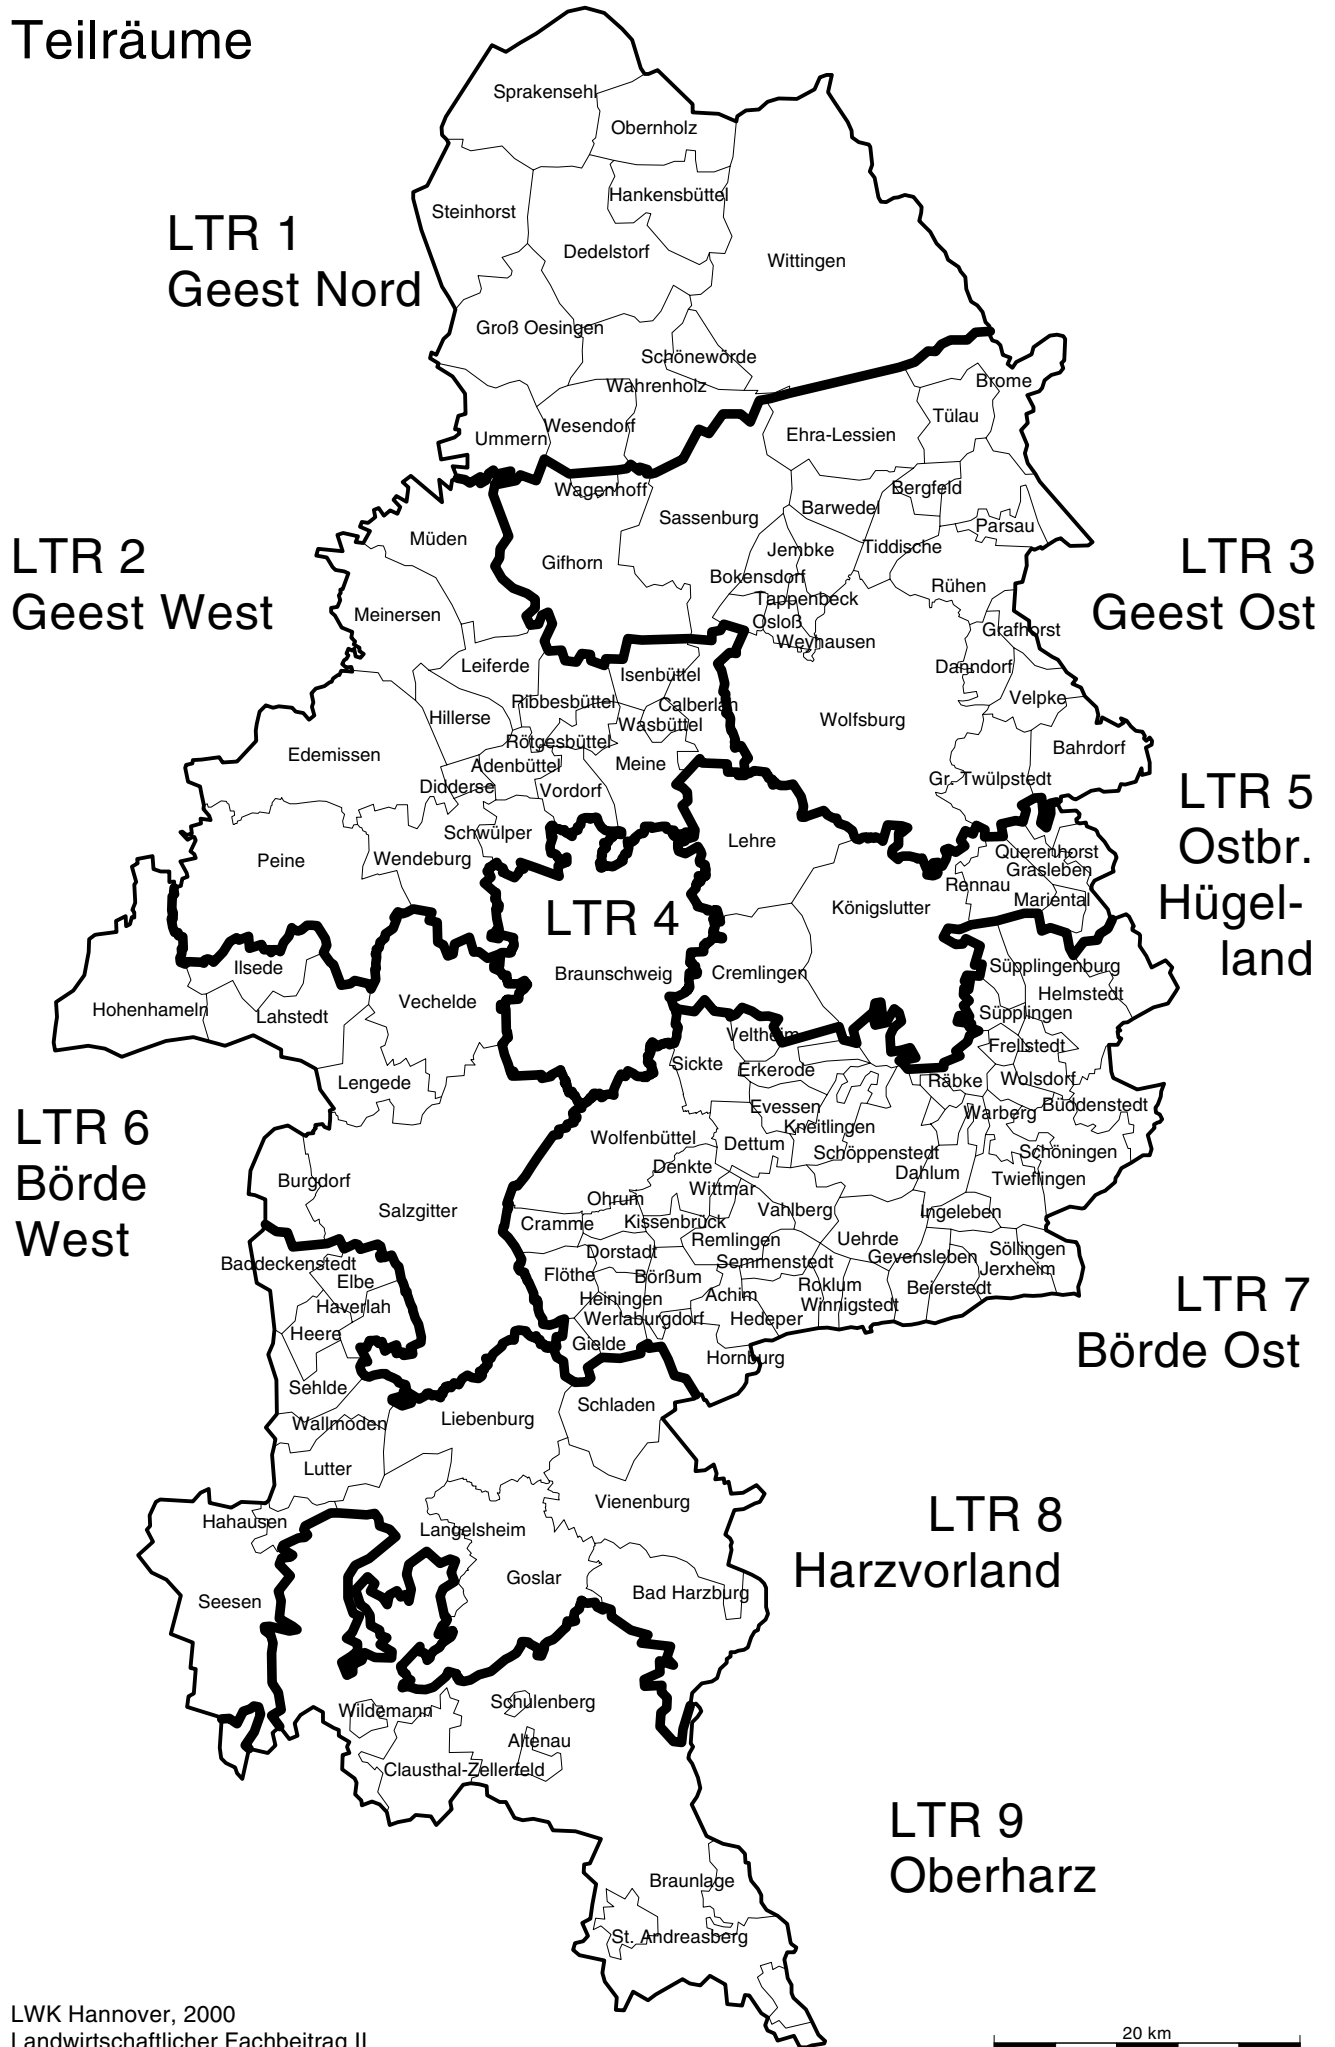 Teilräume
Sprakensehl
Obernholz
Hankensbüttel
Steinhorst
LTR 1
Geest Nord
Dedelstorf
Wittingen
Groß Oesingen
Schönewörde
Wahrenholz
Brome
Tülau
Wesendorf
Ummern
Ehra-Lessien
Wagenhoff
Bergfeld
Sassenburg
Barwedel
Parsau
Müden
Jembke
Tiddische
LTR 2
Geest West
Gifhorn
Bokensdorf
Rühen
LTR 3
Geest Ost
Tappenbeck
Meinersen
Osloß
Weyhausen
Grafhorst
Leiferde
Isenbüttel
Danndorf
Ribbesbüttel
Calberlah
Velpke
Hillerse
Wasbüttel
Wolfsburg
Rötgesbüttel
Bahrdorf
Edemissen
Adenbüttel
Meine
Didderse
Vordorf
Gr. Twülpstedt
LTR 5
Ostbr.
Hügel-
land
Schwülper
Lehre
Querenhorst
Peine
Wendeburg
Grasleben
Rennau
Mariental
LTR 4
Königslutter
Ilsede
Braunschweig
Cremlingen
Süpplingenburg
Helmstedt
Hohenhameln
Lahstedt
Vechelde
Süpplingen
Veltheim
Frellstedt
Sickte
Erkerode
Lengede
Räbke
Wolsdorf
Evessen
Warberg
Büddenstedt
LTR 6
Börde
West
Kneitlingen
Wolfenbüttel
Dettum
Schöppenstedt
Schöningen
Denkte
Dahlum
Twieflingen
Burgdorf
Wittmar
Ohrum
Salzgitter
Vahlberg
Ingeleben
Cramme
Kissenbrück
Remlingen
Uehrde
Söllingen
Dorstadt
Gevensleben
Baddeckenstedt
Semmenstedt
Jerxheim
Elbe
Flöthe
Börßum
Roklum
Beierstedt
LTR 7
Börde Ost
Haverlah
Heiningen
Achim
Winnigstedt
Heere
Werlaburgdorf
Hedeper
Gielde
Hornburg
Sehlde
Schladen
Wallmoden
Liebenburg
Lutter
Vienenburg
LTR 8
Harzvorland
Hahausen
Langelsheim
Goslar
Bad Harzburg
Seesen
Wildemann
Schulenberg
Altenau
Clausthal-Zellerfeld
LTR 9
Oberharz
Braunlage
St. Andreasberg
LWK Hannover, 2000
Landwirtschaftlicher Fachbeitrag II
20 km